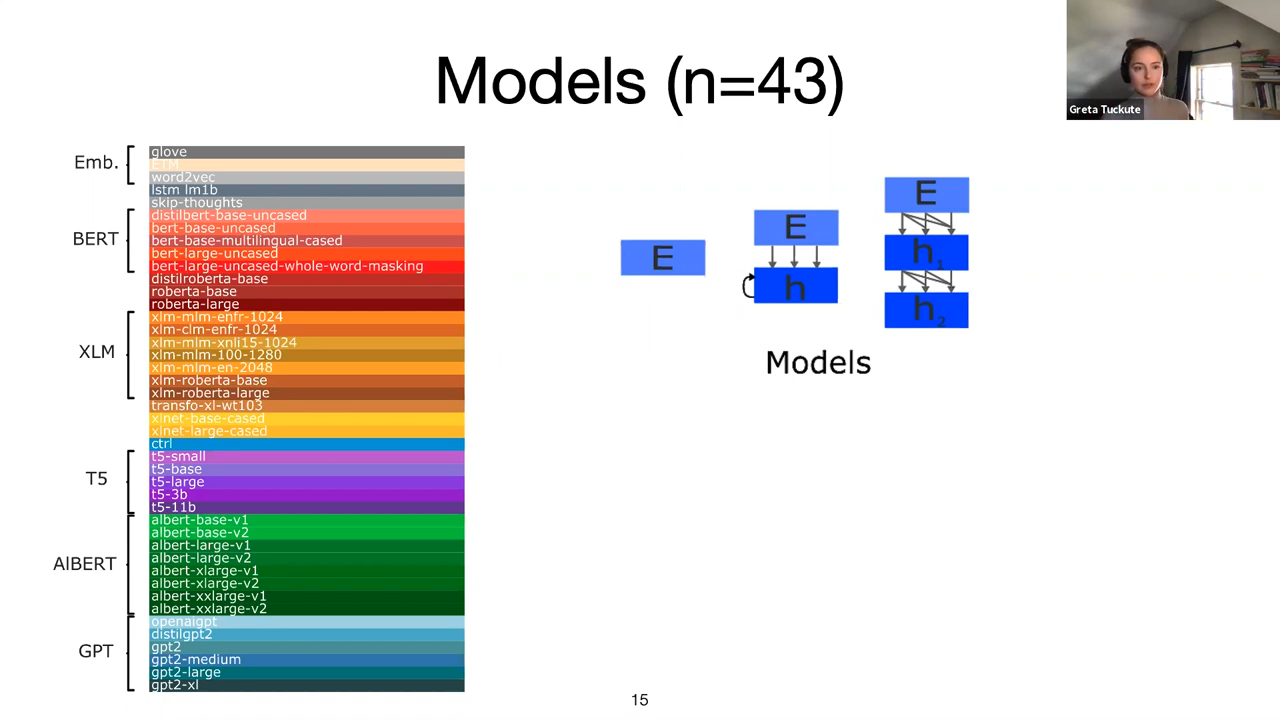 Models (n=43)
Greta Tuckute
Emb.
glove
ETM
word2vec
lstm lm1b
skip-thoughts
BERT
distilbert-base-uncased
bert-base-uncased
bert-base-multilingual-cased
bert-large-uncased
bert-large-uncased-whole-word-masking
distilroberta-base
roberta-base
roberta-large
XLM
xlm-mlm-enfr-1024
xlm-clm-enfr-1024
xlm-mlm-xnli15-1024
xlm-mlm-100-1280
xlm-mlm-en-2048
xlm-roberta-base
xlm-roberta-large
transfo-xl-wt103
xlnet-base-cased
xlnet-large-cased
ctrl
T5
t5-small
t5-base
t5-large
t5-3b
t5-11b
AlBERT
albert-base-v1
albert-base-v2
albert-large-v1
albert-large-v2
albert-xlarge-v1
albert-xlarge-v2
albert-xxlarge-v1
albert-xxlarge-v2
GPT
openaigpt
distilgpt2
gpt2
gpt2-medium
gpt2-large
gpt2-xl
E
E
h
E
h1
h2
Models
15